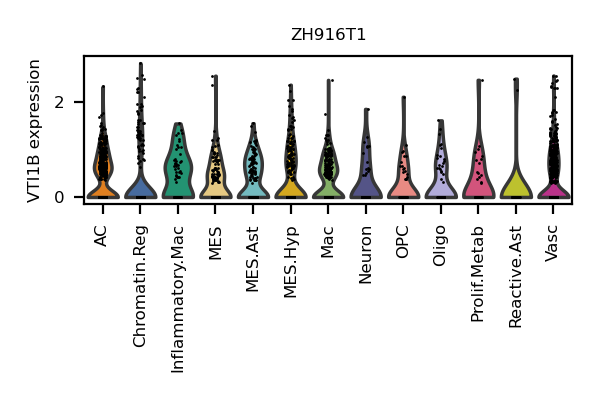 ZH916T1
VTI1B expression
2
0
AC
Chromatin.Reg
Inflammatory.Mac
MES
MES.Ast
MES.Hyp
Mac
Neuron
OPC
Oligo
Prolif.Metab
Reactive.Ast
Vasc